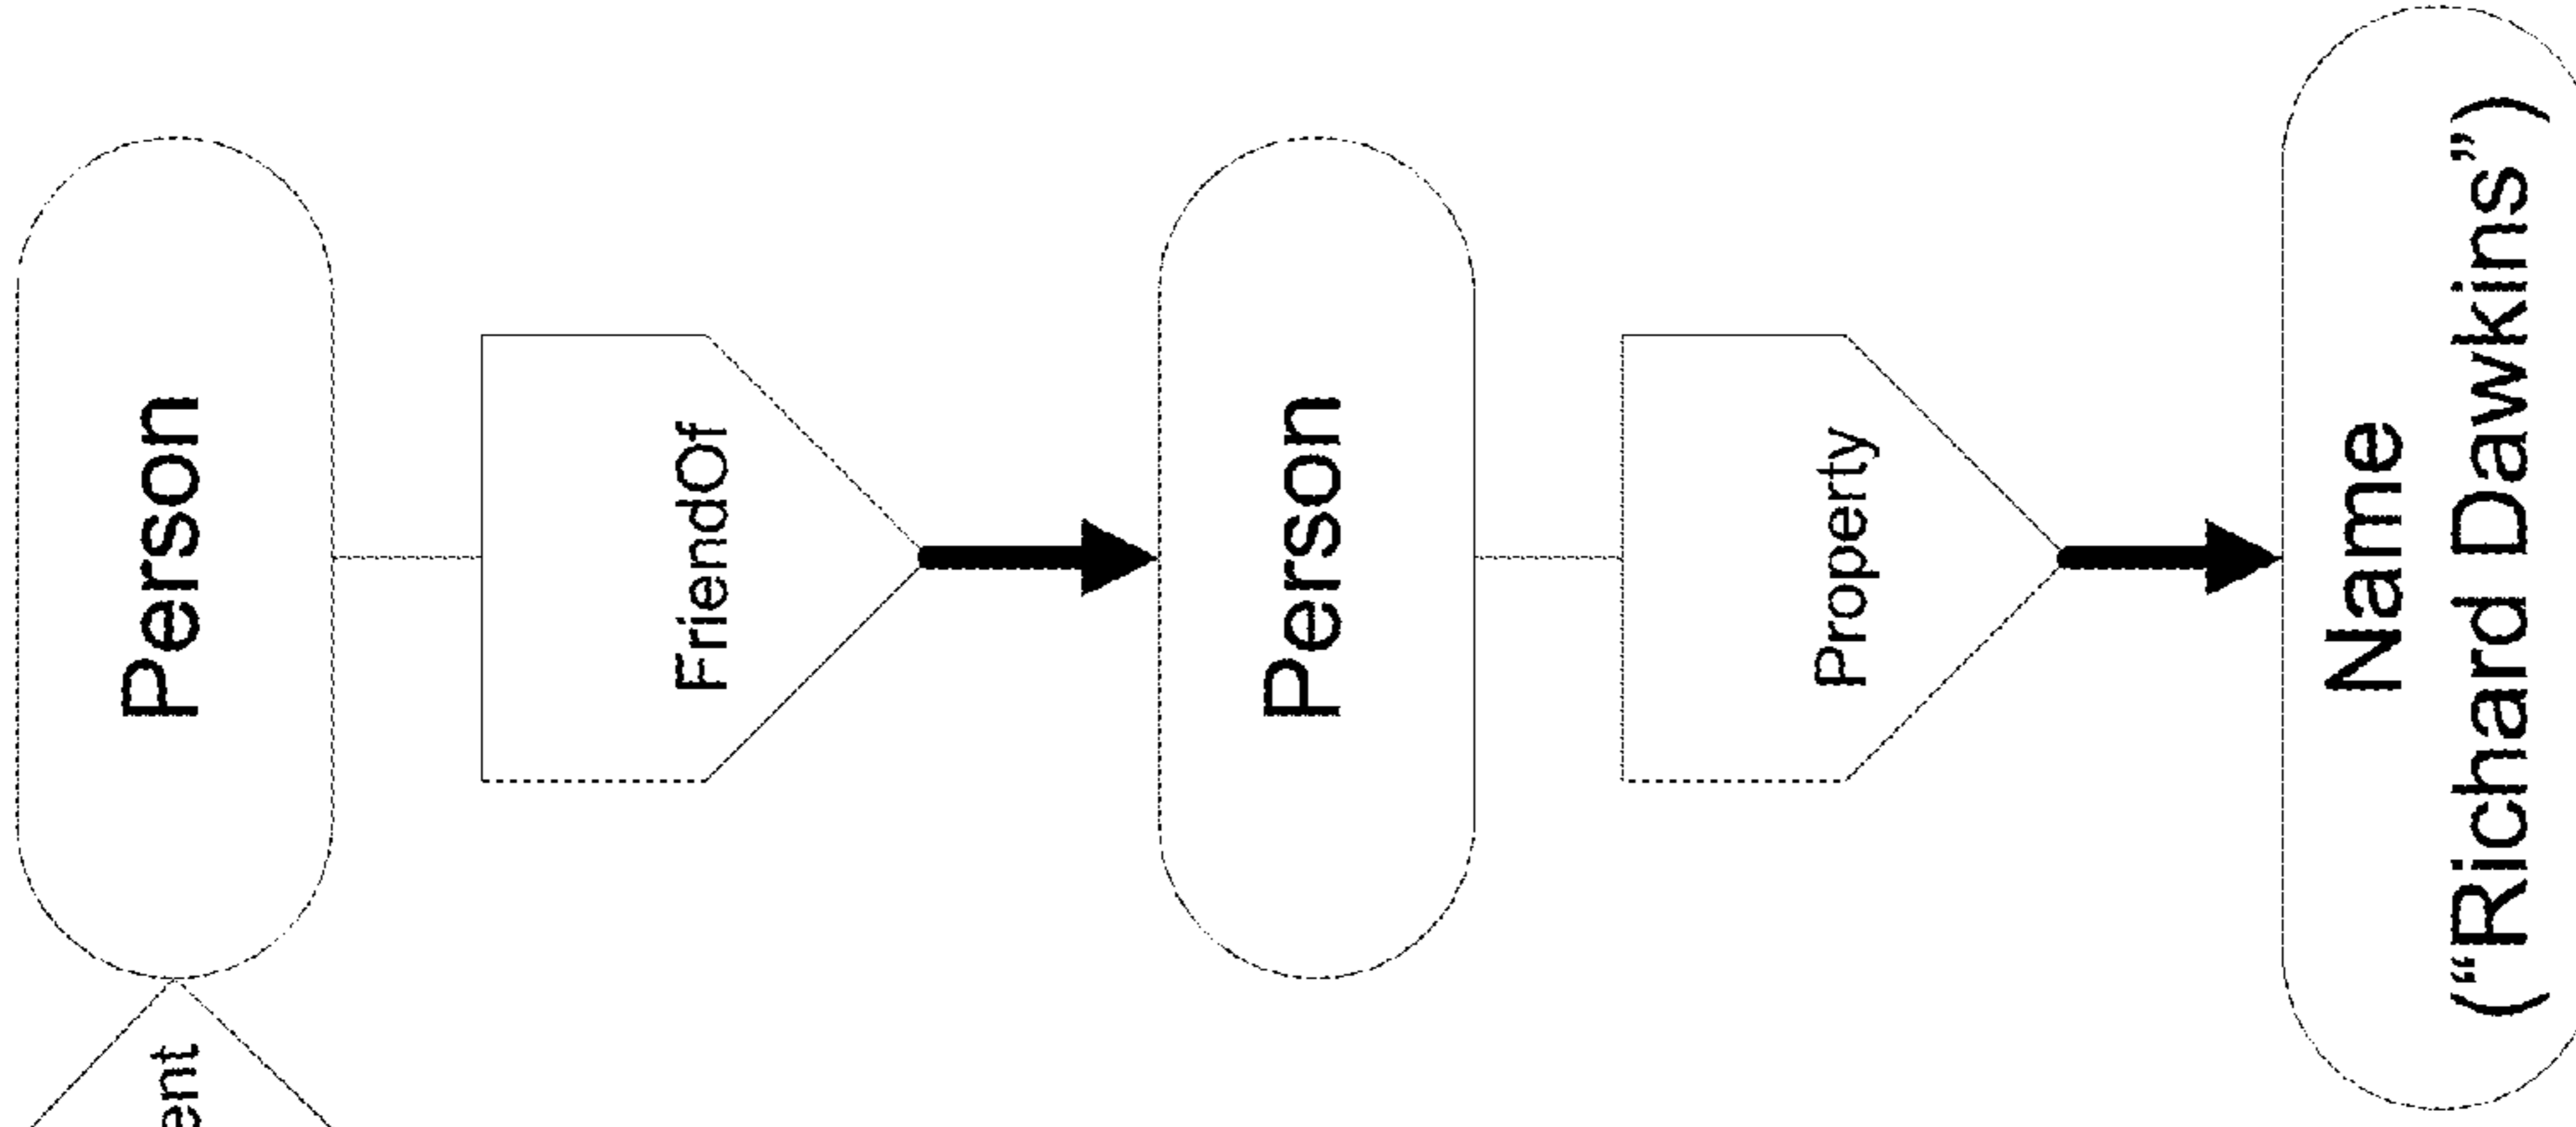 Person
FriendOf
Person
Property
Name
(“Richard Dawkins”)